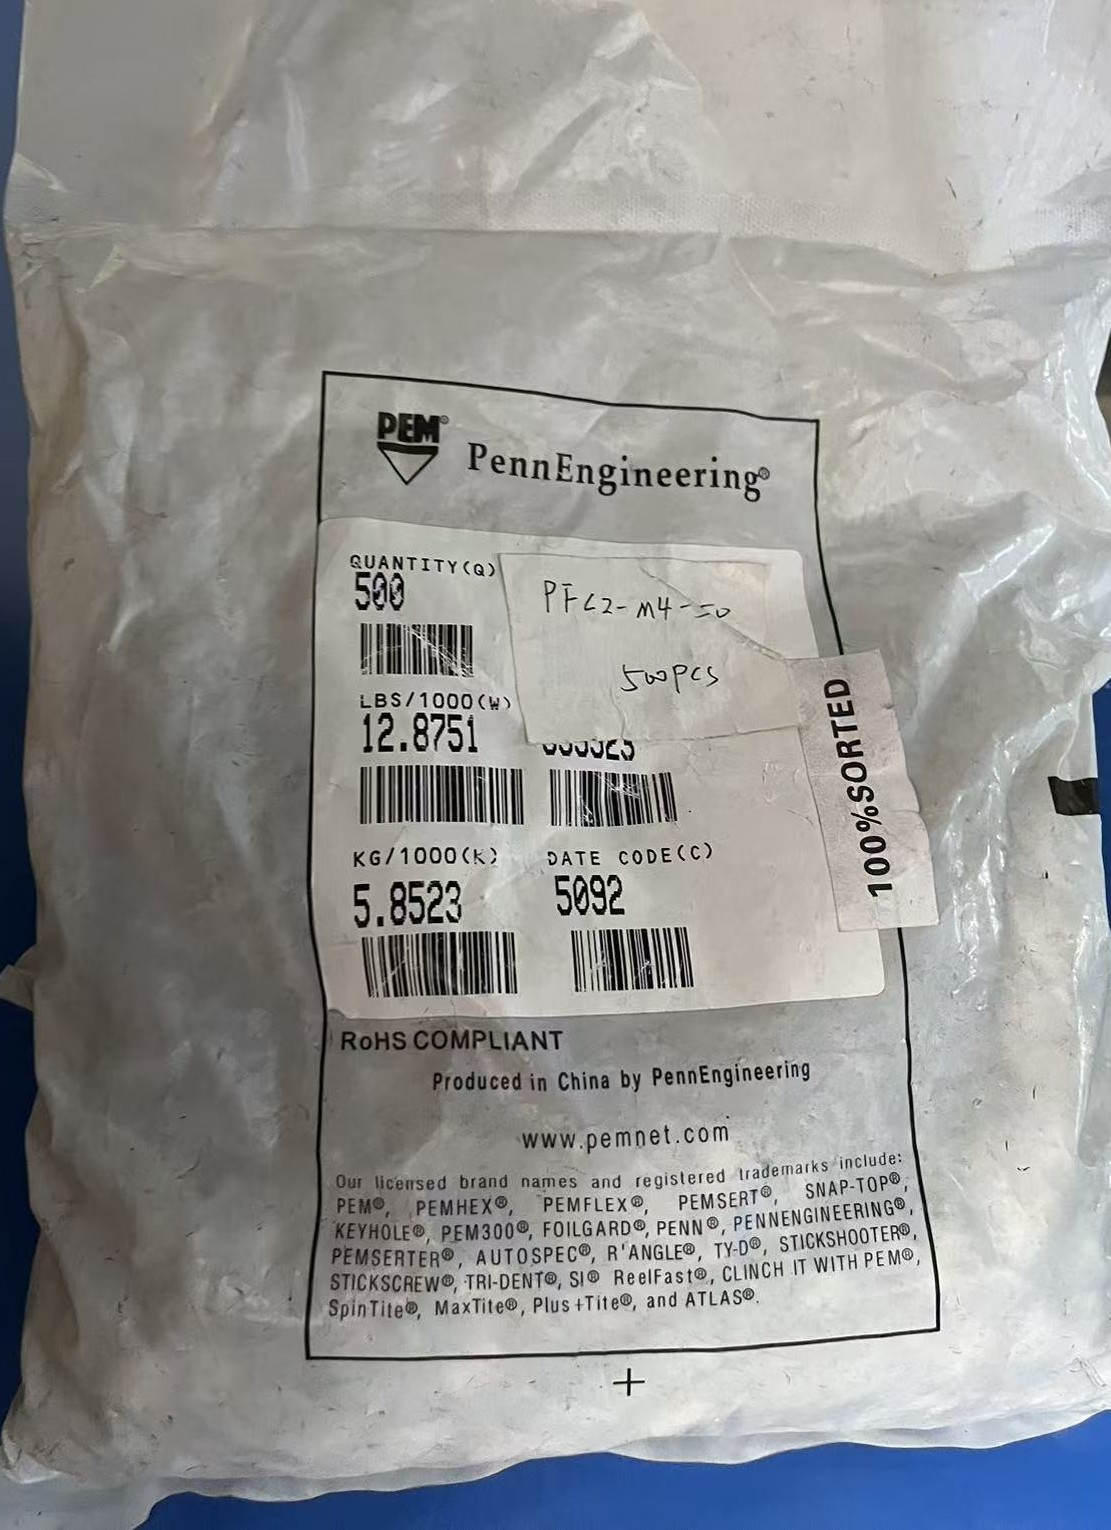 PEM®
PennEngineering®
QUANTITY(Q)
500
PFC2-M4-50
500pcs
LBS/1000(W)
12.8751
KG/1000(K)
5.8523
DATE CODE(C)
5092
100%SORTED
RoHS COMPLIANT
Produced in China by PennEngineering
www.pemnet.com
Our licensed brand names and registered trademarks include:
PEM®, PEMHEX®, PEMFLEX®, PEMSERT®, SNAP-TOP®,
KEYHOLE®, PEM300®, FOILGARD®, PENN®, PENNENGINEERING®,
PEMSERTER®, AUTOSPEC®, R'ANGLE®, TY-D®, STICKSHOOTER®,
STICKSCREW®, TRI-DENT®, SI® ReelFast®, CLINCH IT WITH PEM®,
SpinTite®, MaxTite®, Plus+Tite®, and ATLAS®.